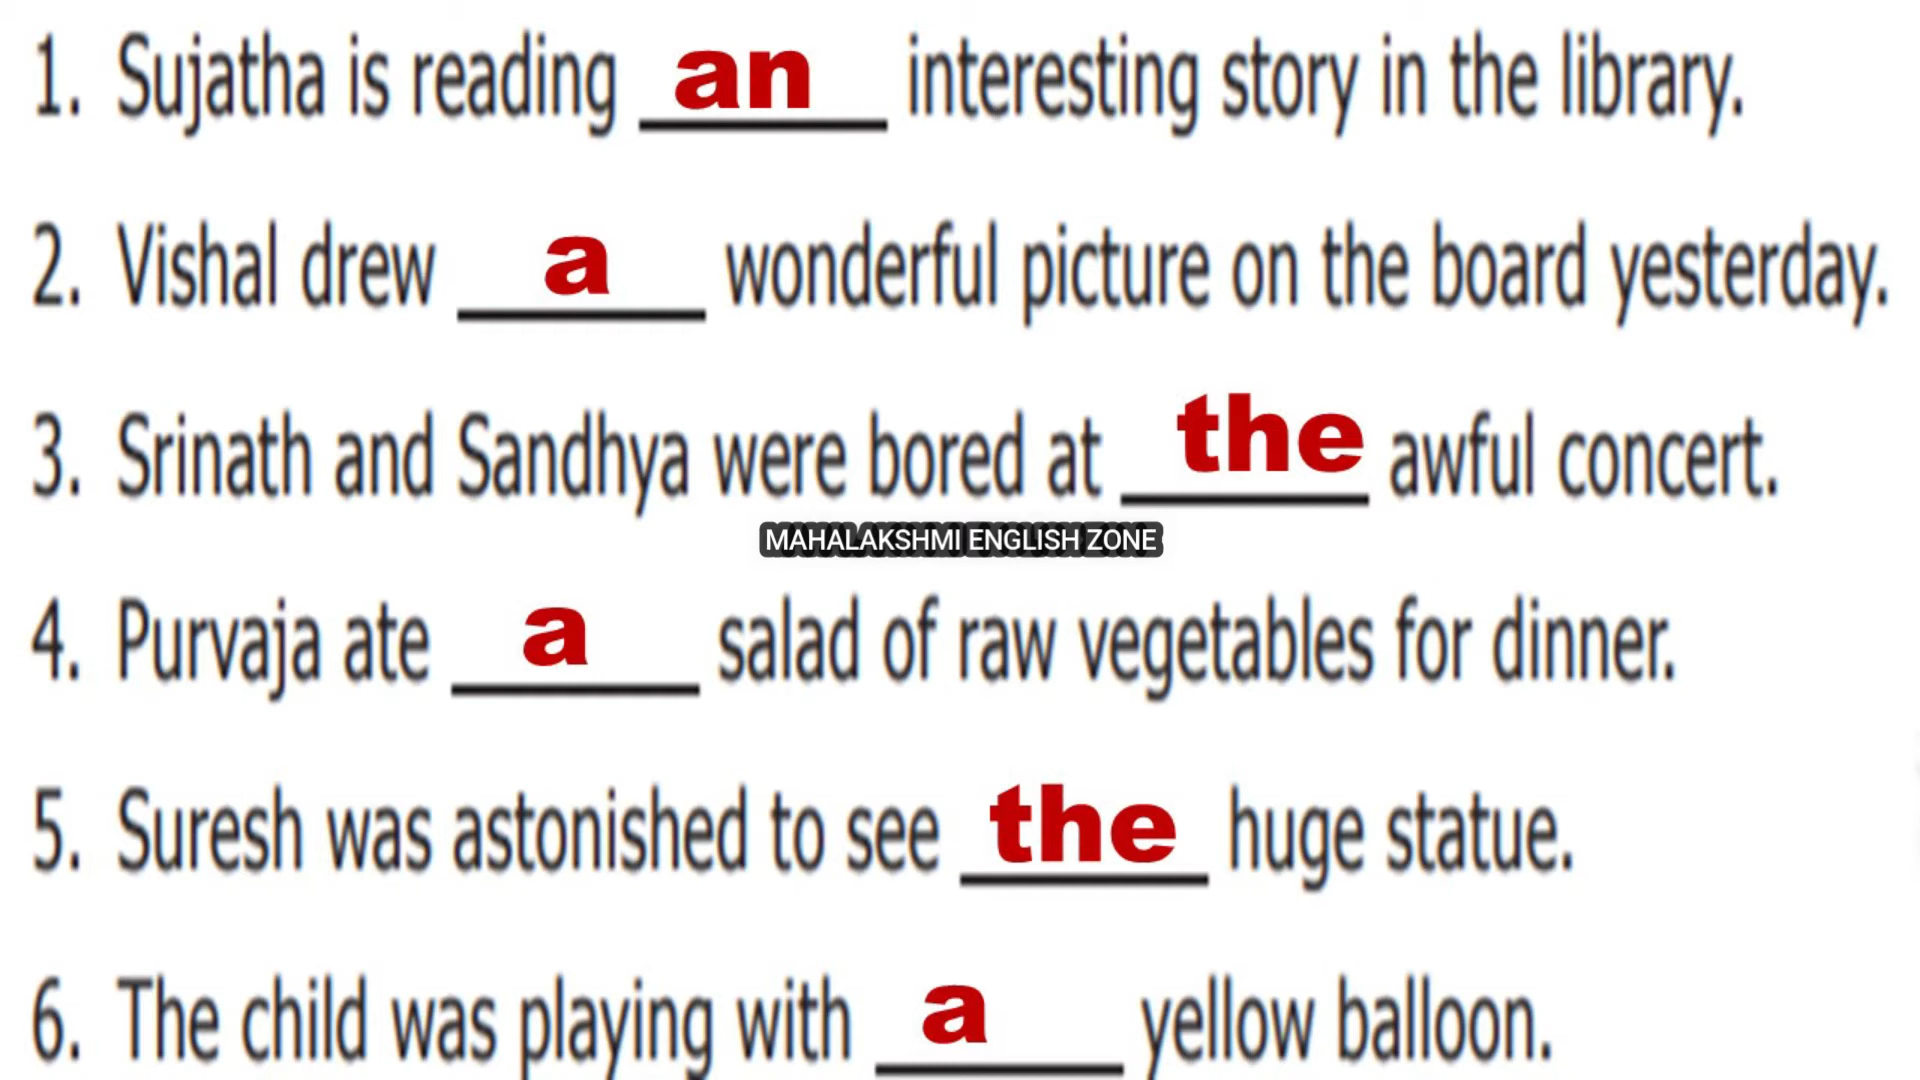 1. Sujatha is reading an interesting story in the library.
2. Vishal drew a wonderful picture on the board yesterday.
3. Srinath and Sandhya were bored at the awful concert.
MAHALAKSHMI ENGLISH ZONE
4. Purvaja ate a salad of raw vegetables for dinner.
5. Suresh was astonished to see the huge statue.
6. The child was playing with a yellow balloon.